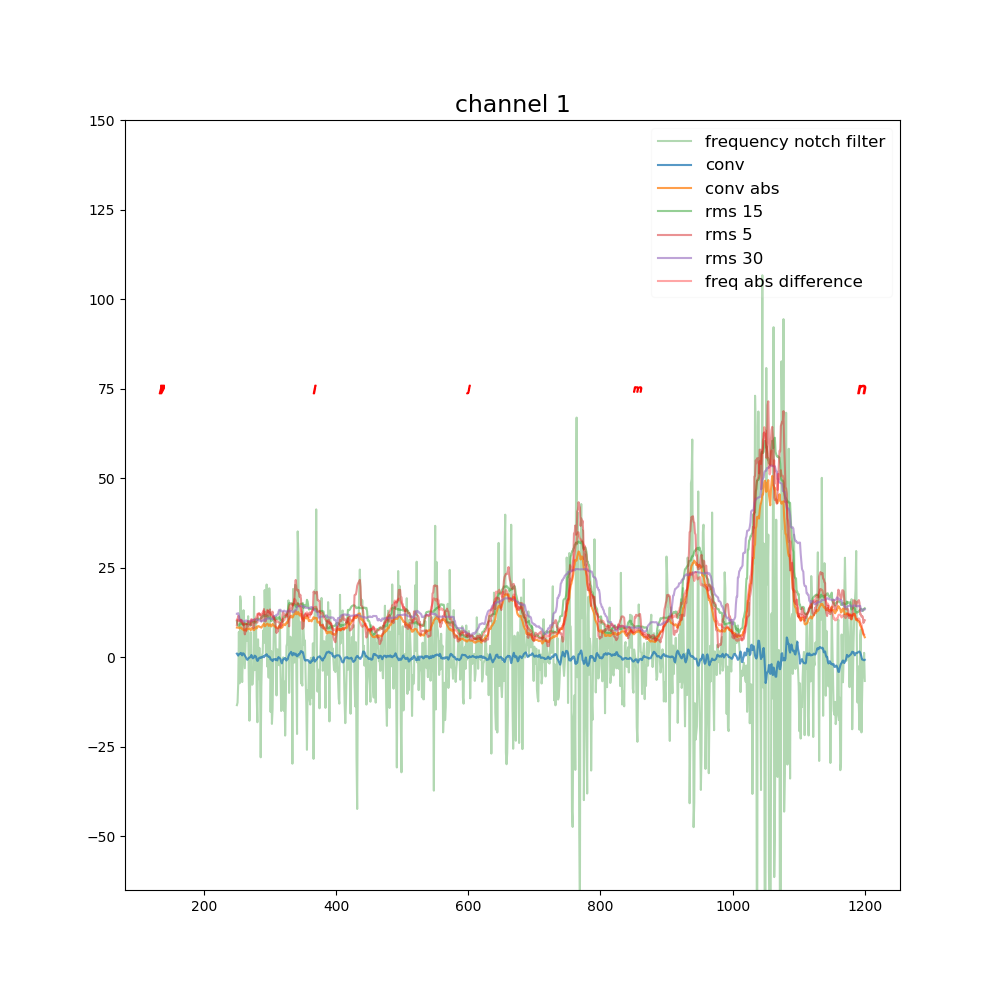 channel 1
150
125
100
75
50
25
0
−25
−50
frequency notch filter
conv
conv abs
rms 15
rms 5
rms 30
freq abs difference
m
n
200 400 600 800 1000 1200